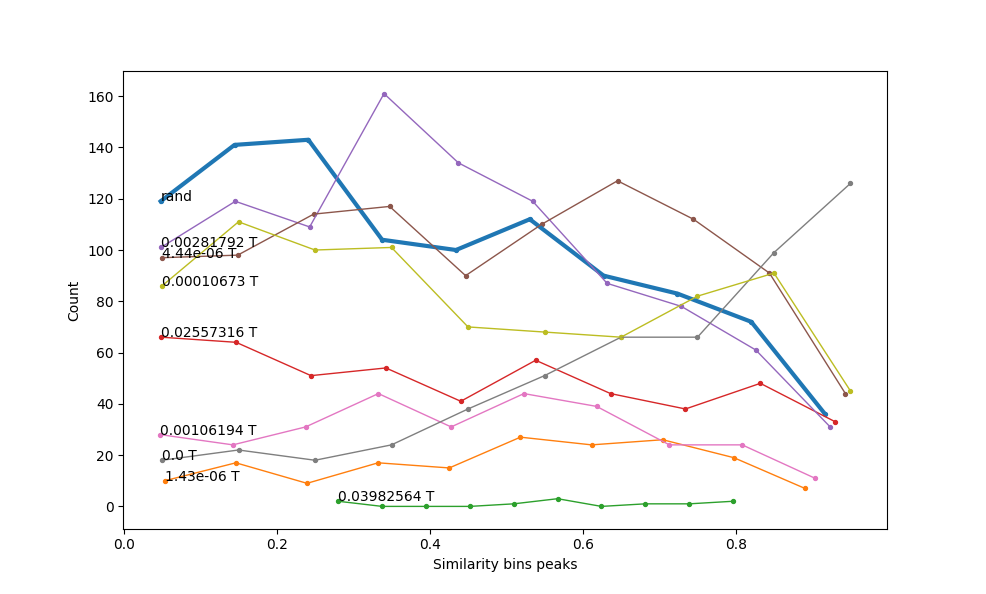 160
140
120
100
80
60
40
20
0
Count
rand
0.00281792 T
4.44e-06 T
0.00010673 T
0.02557316 T
0.00106194 T
0.0 T
1.43e-06 T
0.03982564 T
0.0 0.2 0.4 0.6 0.8
Similarity bins peaks